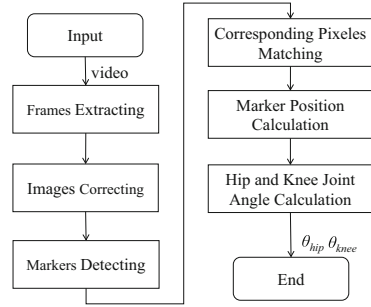 Input
video
Frames Extracting
Images Correcting
Markers Detecting
Corresponding Pixeles
Matching
Marker Position
Calculation
Hip and Knee Joint
Angle Calculation
θhip θknee
End